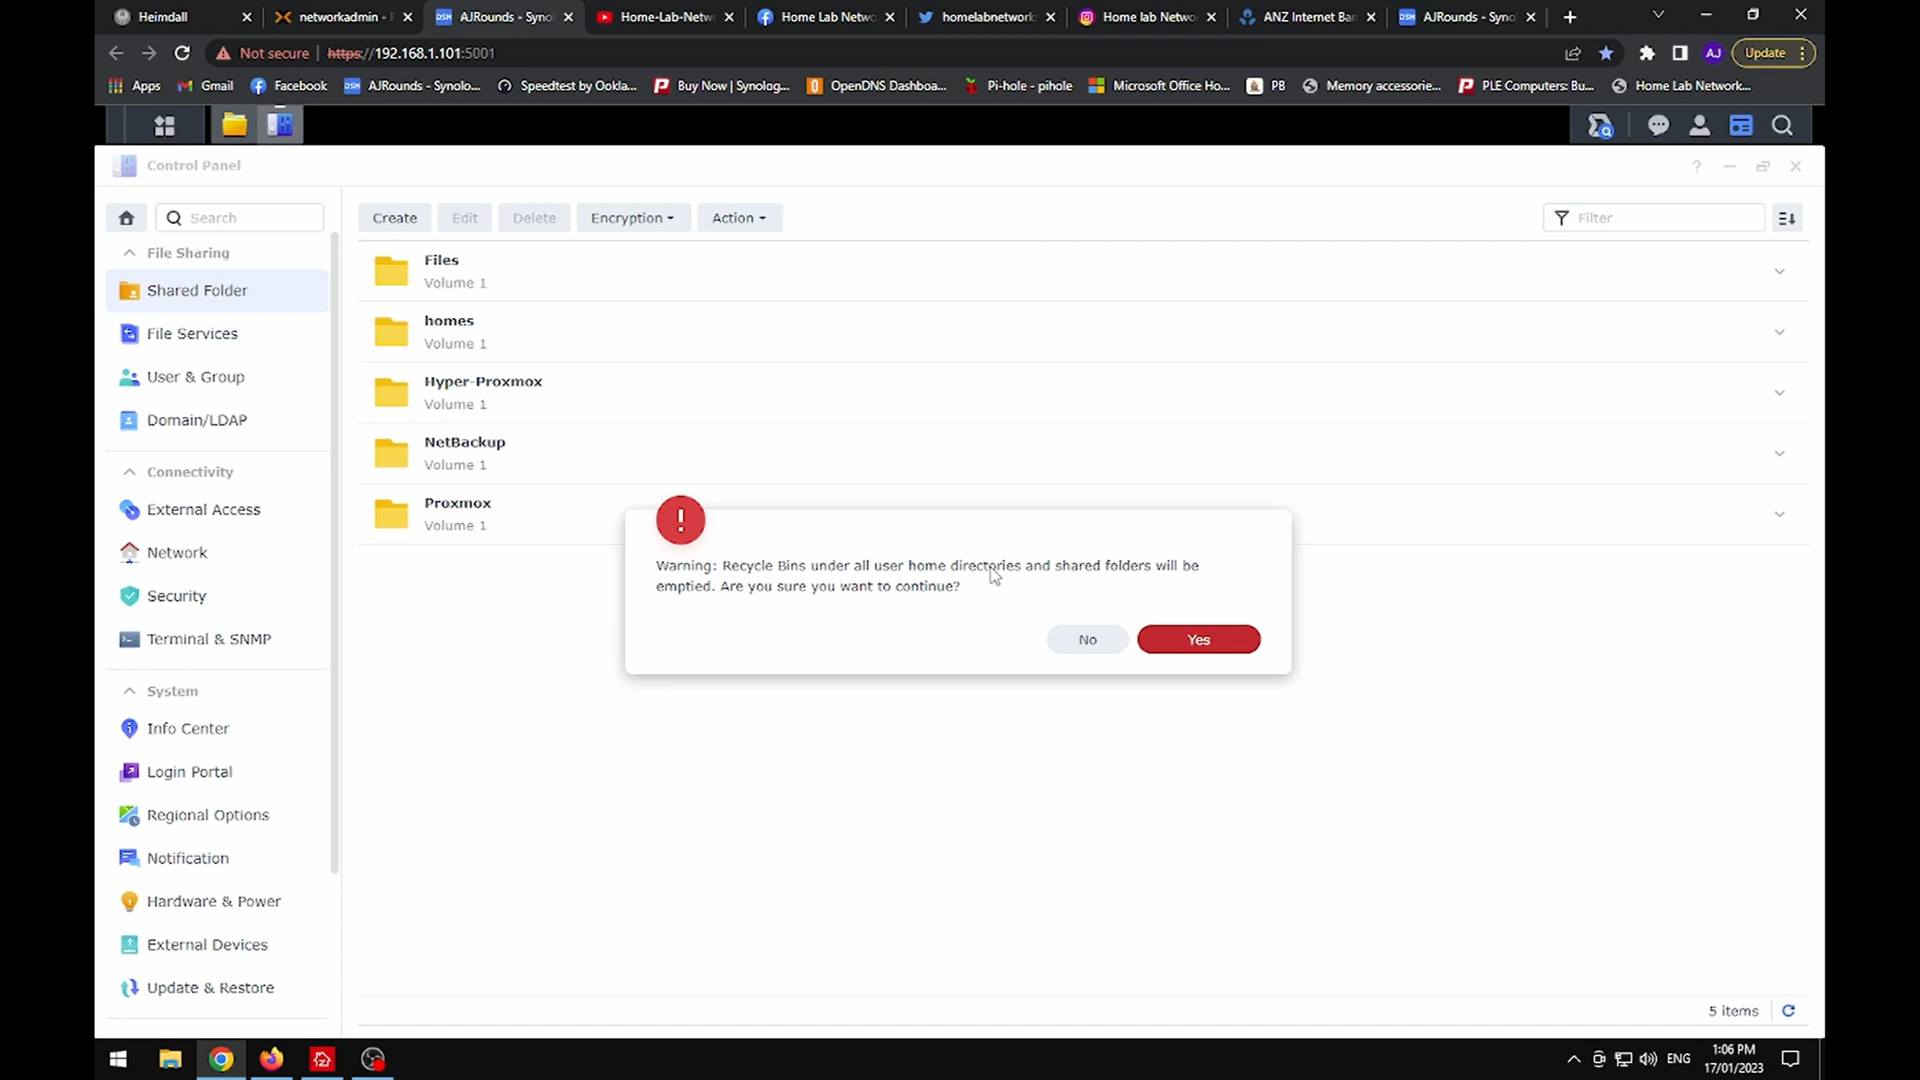 Heimdall
networkadmin -
AJRounds - Syno
Home-Lab-Netw
Home Lab Netwo
homelabnetwork
Home lab Netwo
ANZ Internet Ba
AJRounds - Syno
Not secure
https://192.168.1.101:5001
AJ
Update
Apps
Gmail
Facebook
AJRounds - Synolo...
Speedtest by Ookla...
Buy Now | Synolog...
OpenDNS Dashboa...
Pi-hole - pihole
Microsoft Office Ho...
PB
Memory accessorie...
PLE Computers: Bu...
Home Lab Network...
Control Panel
Search
Create
Edit
Delete
Encryption
Action
Filter
File Sharing
Shared Folder
File Services
User & Group
Domain/LDAP
Connectivity
External Access
Network
Security
Terminal & SNMP
System
Info Center
Login Portal
Regional Options
Notification
Hardware & Power
External Devices
Update & Restore
Files
Volume 1
homes
Volume 1
Hyper-Proxmox
Volume 1
NetBackup
Volume 1
Proxmox
Volume 1
Warning: Recycle Bins under all user home directories and shared folders will be
emptied. Are you sure you want to continue?
No
Yes
5 items
ENG
1:06 PM
17/01/2023